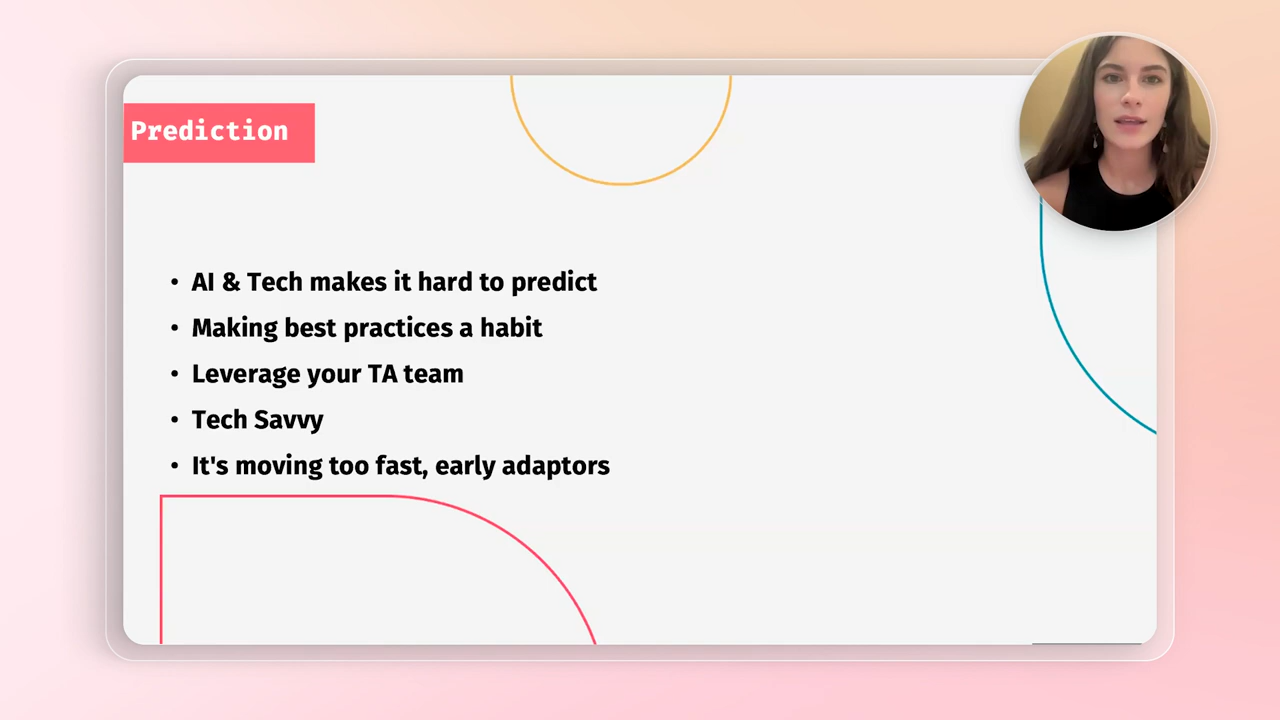 Prediction
• AI & Tech makes it hard to predict
• Making best practices a habit
• Leverage your TA team
• Tech Savvy
• It's moving too fast, early adaptors